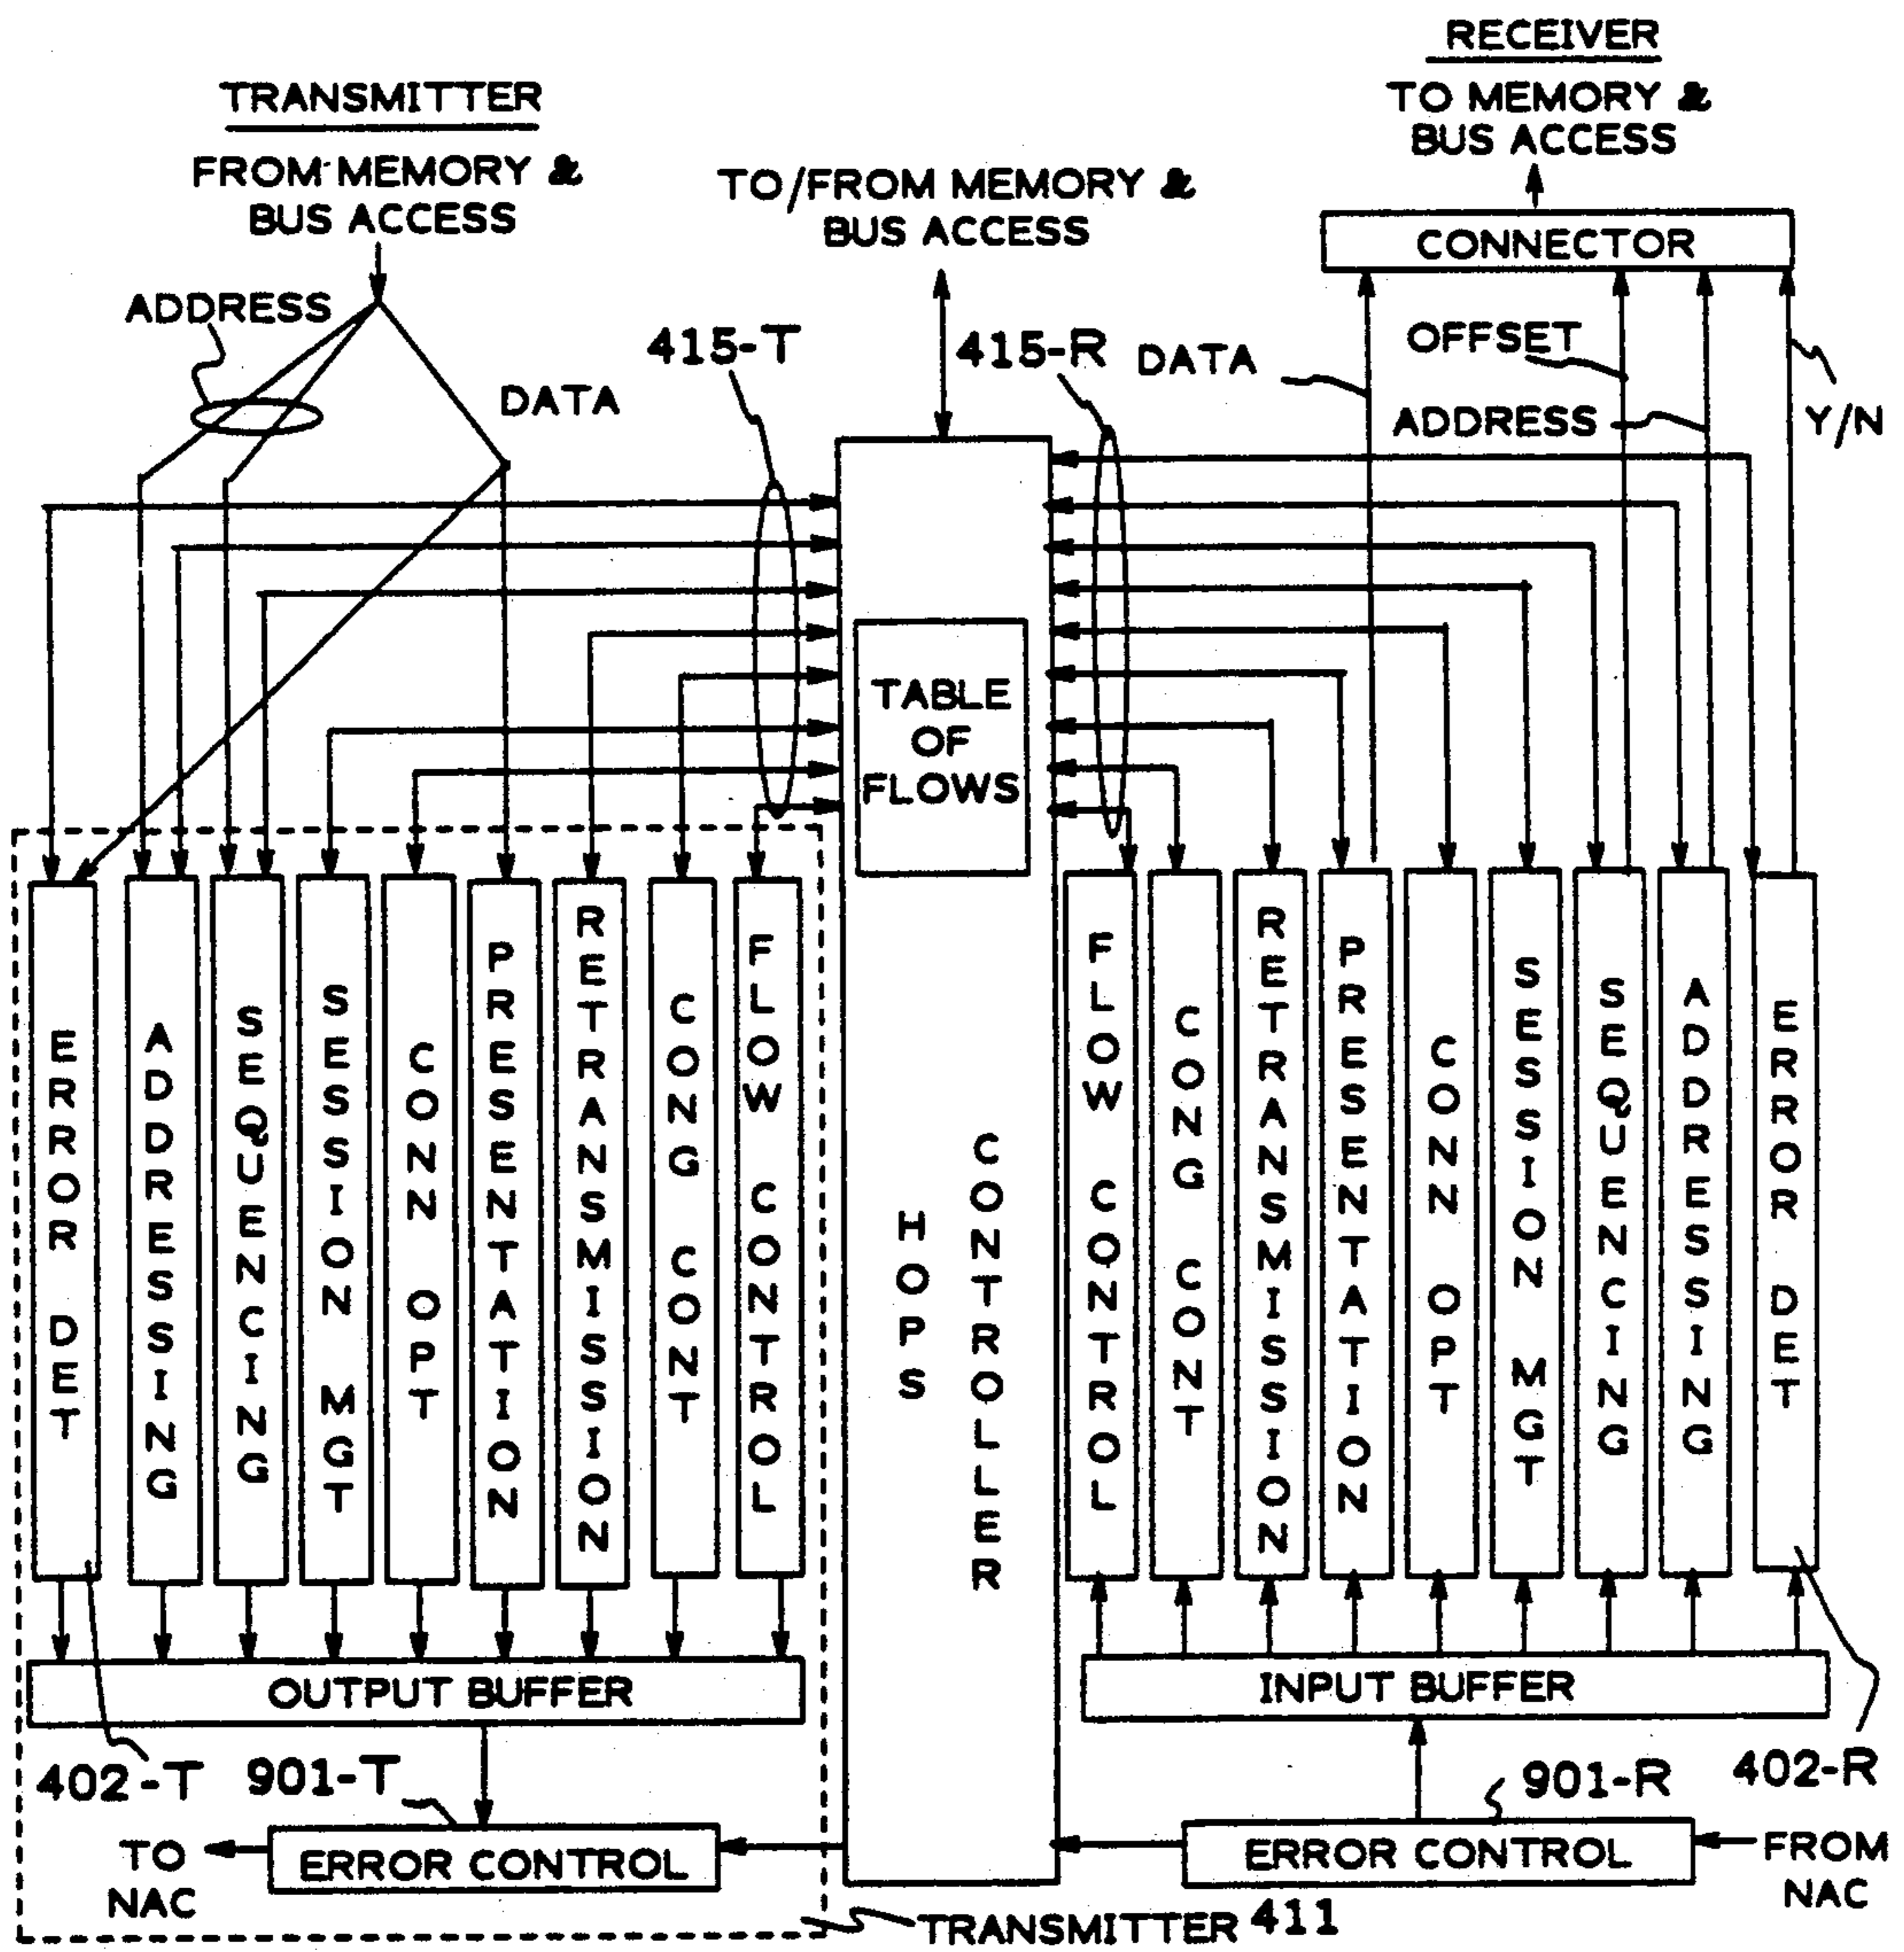 RECEIVER
TO MEMORY &
BUS ACCESS
TRANSMITTER
FROM MEMORY &
BUS ACCESS
TO/FROM MEMORY &
BUS ACCESS
CONNECTOR
ADDRESS
DATA
415-T
415-R
DATA
OFFSET
ADDRESS
Y/N
TABLE
OF
FLOWS
ERROR DET
ADDRESSING
SEQUENCING
SESSION MGT
CONN OPT
PRESENTATION
RETRANSMISSION
CONG CONT
FLOW CONTROL
HOPS
CONTROLLER
FLOW CONTROL
CONG CONT
RETRANSMISSION
PRESENTATION
CONN OPT
SESSION MGT
SEQUENCING
ADDRESSING
ERROR DET
OUTPUT BUFFER
INPUT BUFFER
402-T
901-T
901-R
402-R
TO
NAC
ERROR CONTROL
ERROR CONTROL
FROM
NAC
TRANSMITTER 411